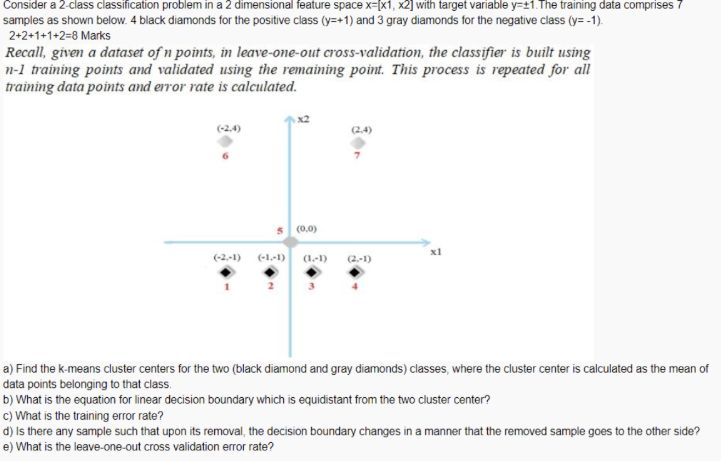 Consider a 2-class classification problem in a 2 dimensional feature space x=[x1, x2] with target variable y=±1.The training data comprises 7
samples as shown below. 4 black diamonds for the positive class (y=+1) and 3 gray diamonds for the negative class (y= -1).
2+2+1+1+2=8 Marks
Recall, given a dataset of n points, in leave-one-out cross-validation, the classifier is built using
n-1 training points and validated using the remaining point. This process is repeated for all
training data points and error rate is calculated.
x2
(-2,4)
(2,4)
6
7
5 (0,0)
x1
(-2,-1) (-1,-1) (1,-1) (2,-1)
1 2 3 4
a) Find the k-means cluster centers for the two (black diamond and gray diamonds) classes, where the cluster center is calculated as the mean of
data points belonging to that class.
b) What is the equation for linear decision boundary which is equidistant from the two cluster center?
c) What is the training error rate?
d) Is there any sample such that upon its removal, the decision boundary changes in a manner that the removed sample goes to the other side?
e) What is the leave-one-out cross validation error rate?